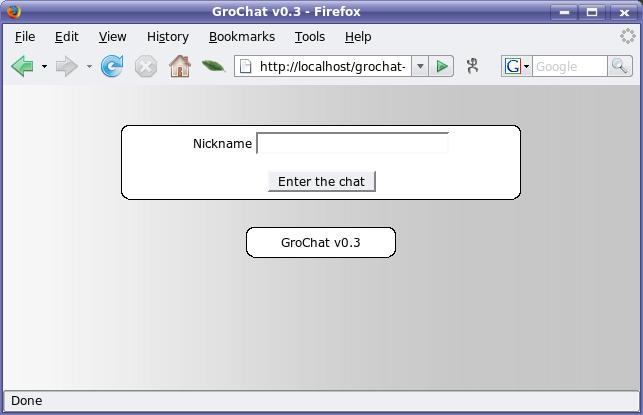 GroChat v0.3 - Firefox
File Edit View History Bookmarks Tools Help
http://localhost/grochat- G Google
Nickname
Enter the chat
GroChat v0.3
Done